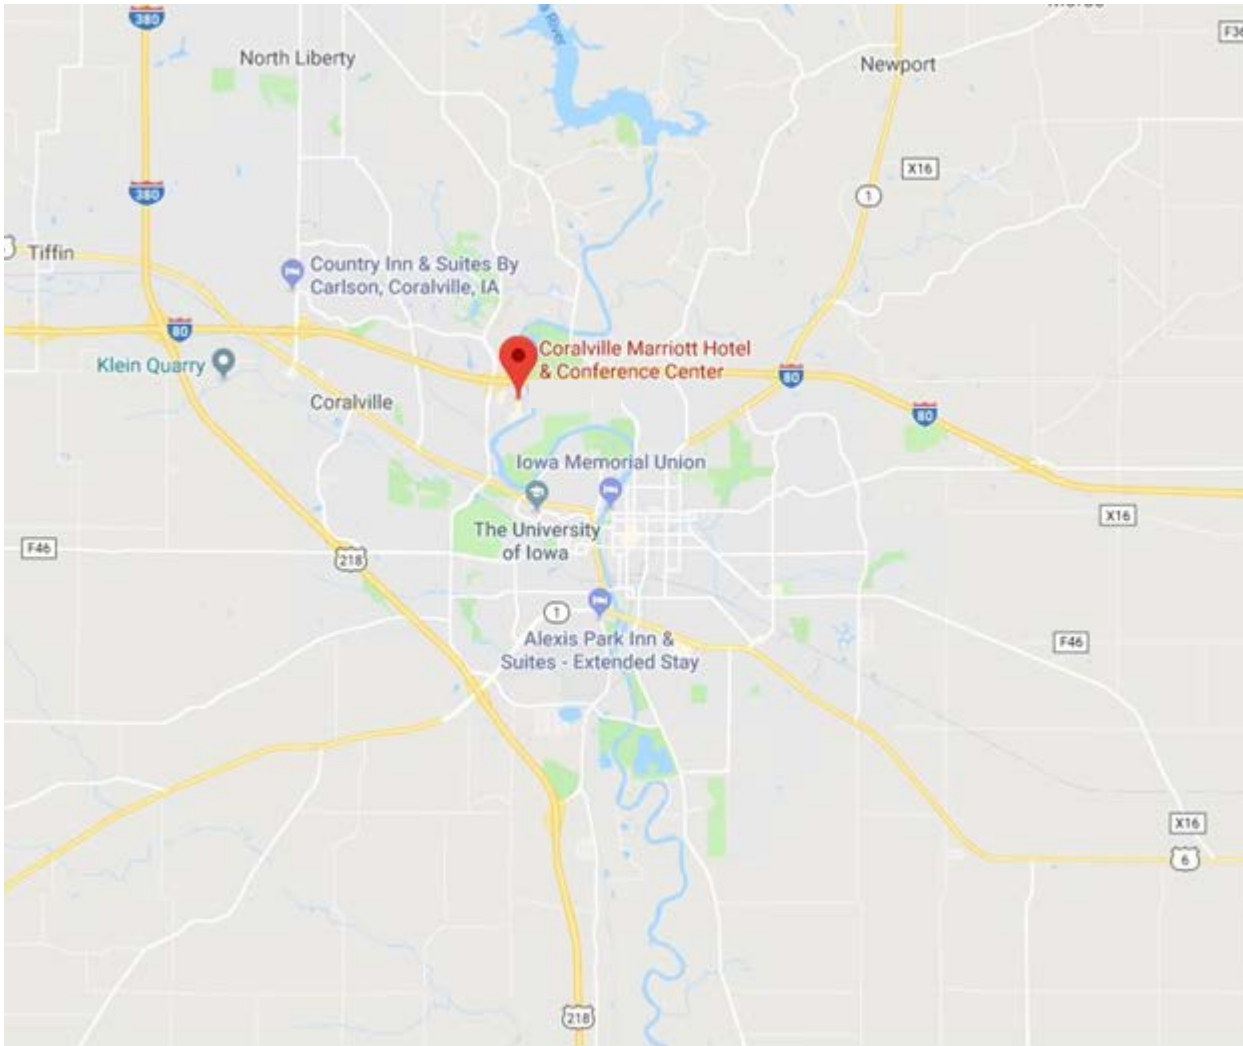 380
River
North Liberty
Newport
380
X16
1
Tiffin
Country Inn & Suites By
Carlson, Coralville, IA
80
Klein Quarry
Coralville Marriott Hotel
& Conference Center
80
Coralville
80
Iowa Memorial Union
The University
of Iowa
X16
F46
218
1
Alexis Park Inn &
Suites - Extended Stay
F46
X16
6
218